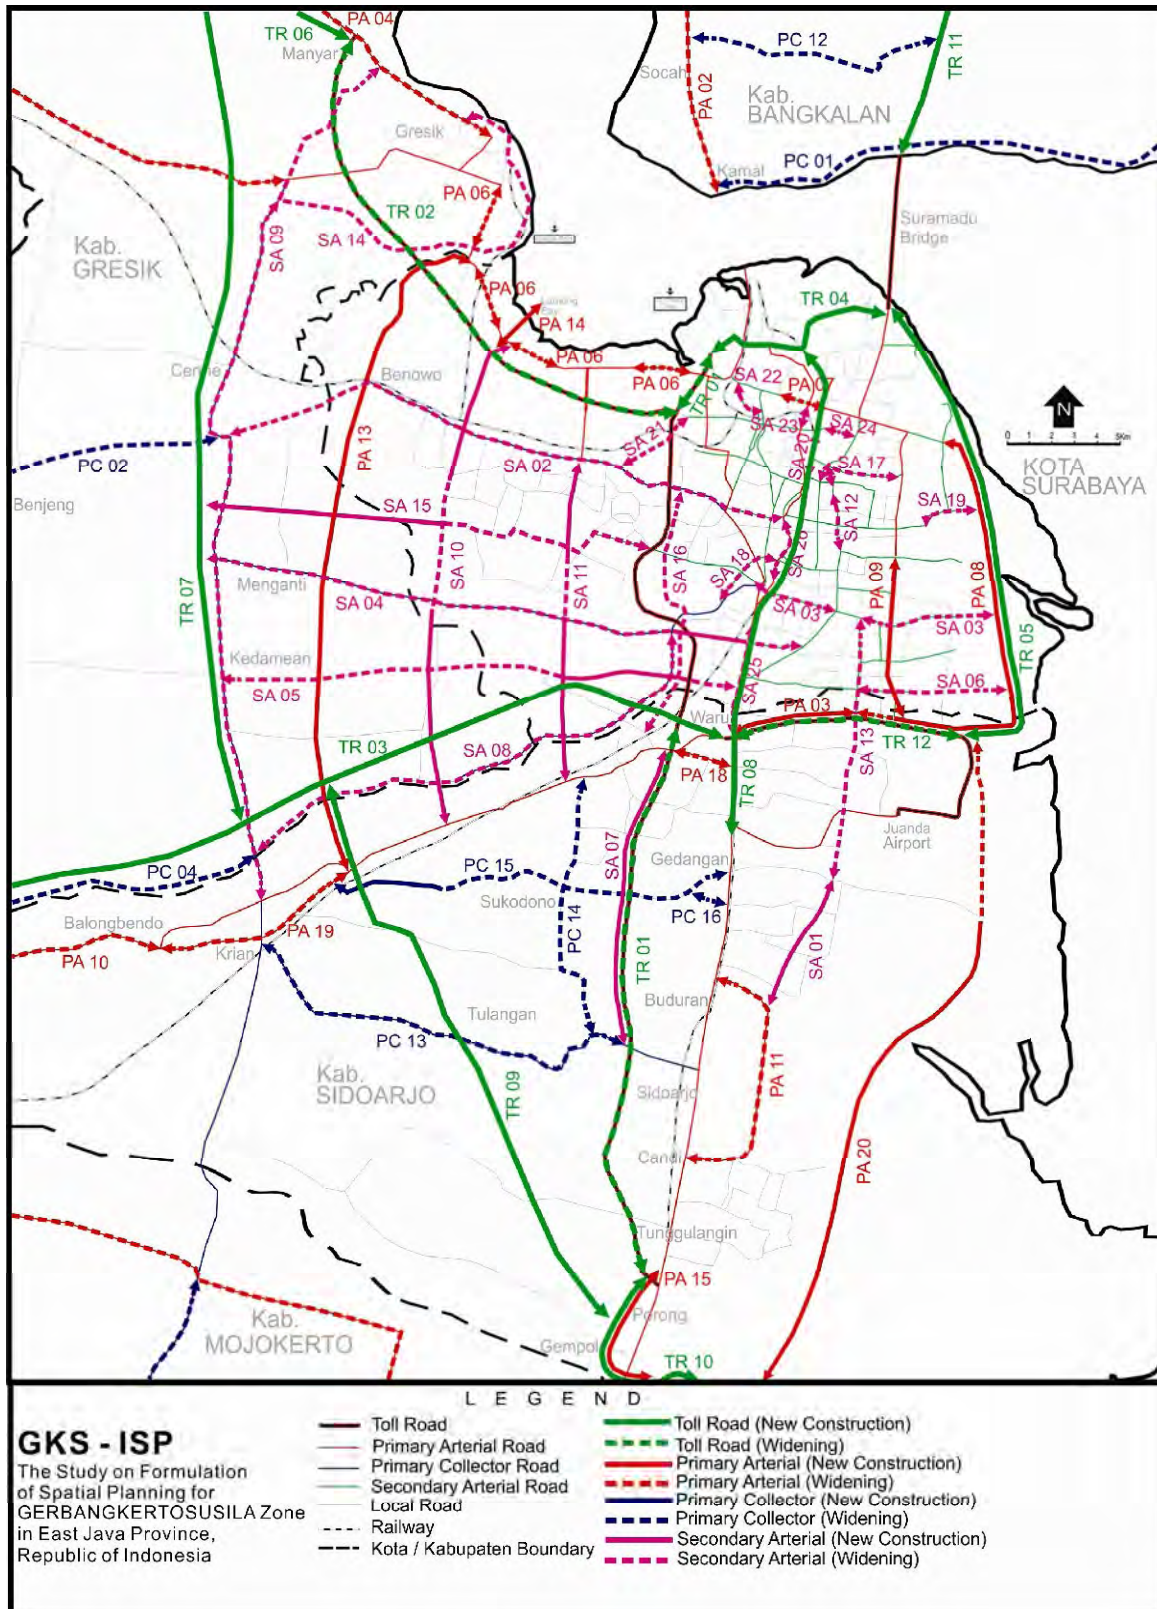 PA 04
TR 06
Manyar
PC 12
TR 11
Socah
PA 02
Kab.
BANGKALAN
Gresik
PC 01
Kamal
PA 06
TR 02
Suramadu
Bridge
SA 09
SA 14
Kab.
GRESIK
PA 06
TR 04
PA 14
PA 06
PA 06
TR 01
SA 22
PA 07
Cerme
Benowo
N
5Km
PA 13
SA 21
SA 23
SA 24
SA 20
PC 02
SA 02
SA 17
KOTA
SURABAYA
Benjeng
SA 15
SA 12
SA 19
SA 10
SA 11
SA 16
SA 18
SA 26
Menganti
SA 04
SA 03
PA 09
PA 08
TR 07
SA 03
TR 05
Kedamean
SA 05
SA 25
SA 06
Waru
PA 03
TR 03
SA 08
SA 13
TR 12
PA 18
TR 08
Juanda
Airport
SA 07
Gedangan
PC 04
PC 15
Sukodono
PC 16
Balongbendo
PA 19
PC 14
Krian
PA 10
TR 01
SA 01
Buduran
Tulangan
PC 13
PA 11
Kab.
SIDOARJO
TR 09
Sidoarjo
Candi
PA 20
Tunggulangin
PA 15
Porong
Kab.
MOJOKERTO
Gempol
TR 10
L E G E N D
GKS - ISP
The Study on Formulation
of Spatial Planning for
GERBANGKERTOSUSILA Zone
in East Java Province,
Republic of Indonesia
Toll Road
Primary Arterial Road
Primary Collector Road
Secondary Arterial Road
Local Road
Railway
Kota / Kabupaten Boundary
Toll Road (New Construction)
Toll Road (Widening)
Primary Arterial (New Construction)
Primary Arterial (Widening)
Primary Collector (New Construction)
Primary Collector (Widening)
Secondary Arterial (New Construction)
Secondary Arterial (Widening)